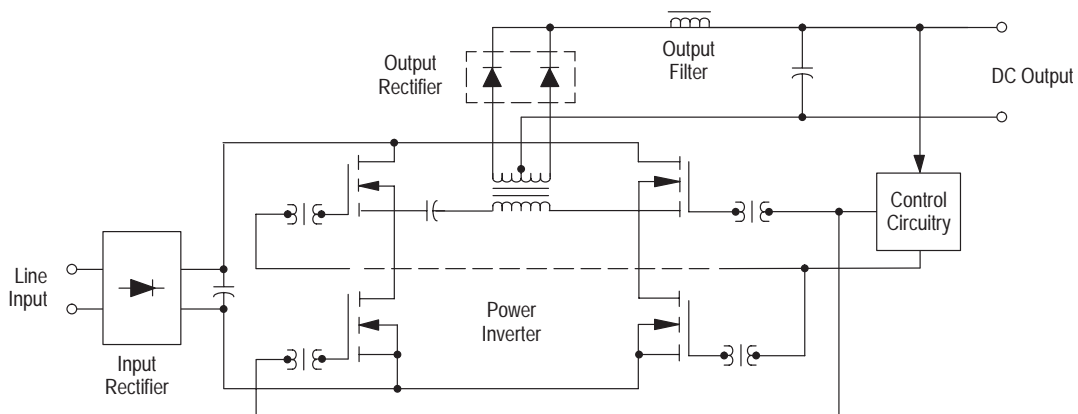 Output
Filter
Output
Rectifier
DC Output
Control
Circuitry
Line
Input
Power
Inverter
Input
Rectifier